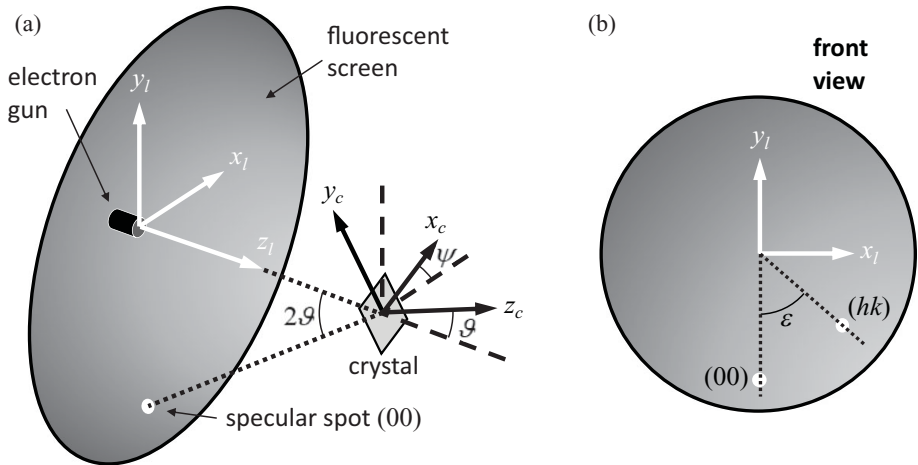 (a)
fluorescent
screen
electron
gun
y_l
x_l
z_l
y_c
x_c
ψ
z_c
2ϑ
ϑ
crystal
specular spot (00)
(b)
front
view
y_l
x_l
ε
(hk)
(00)